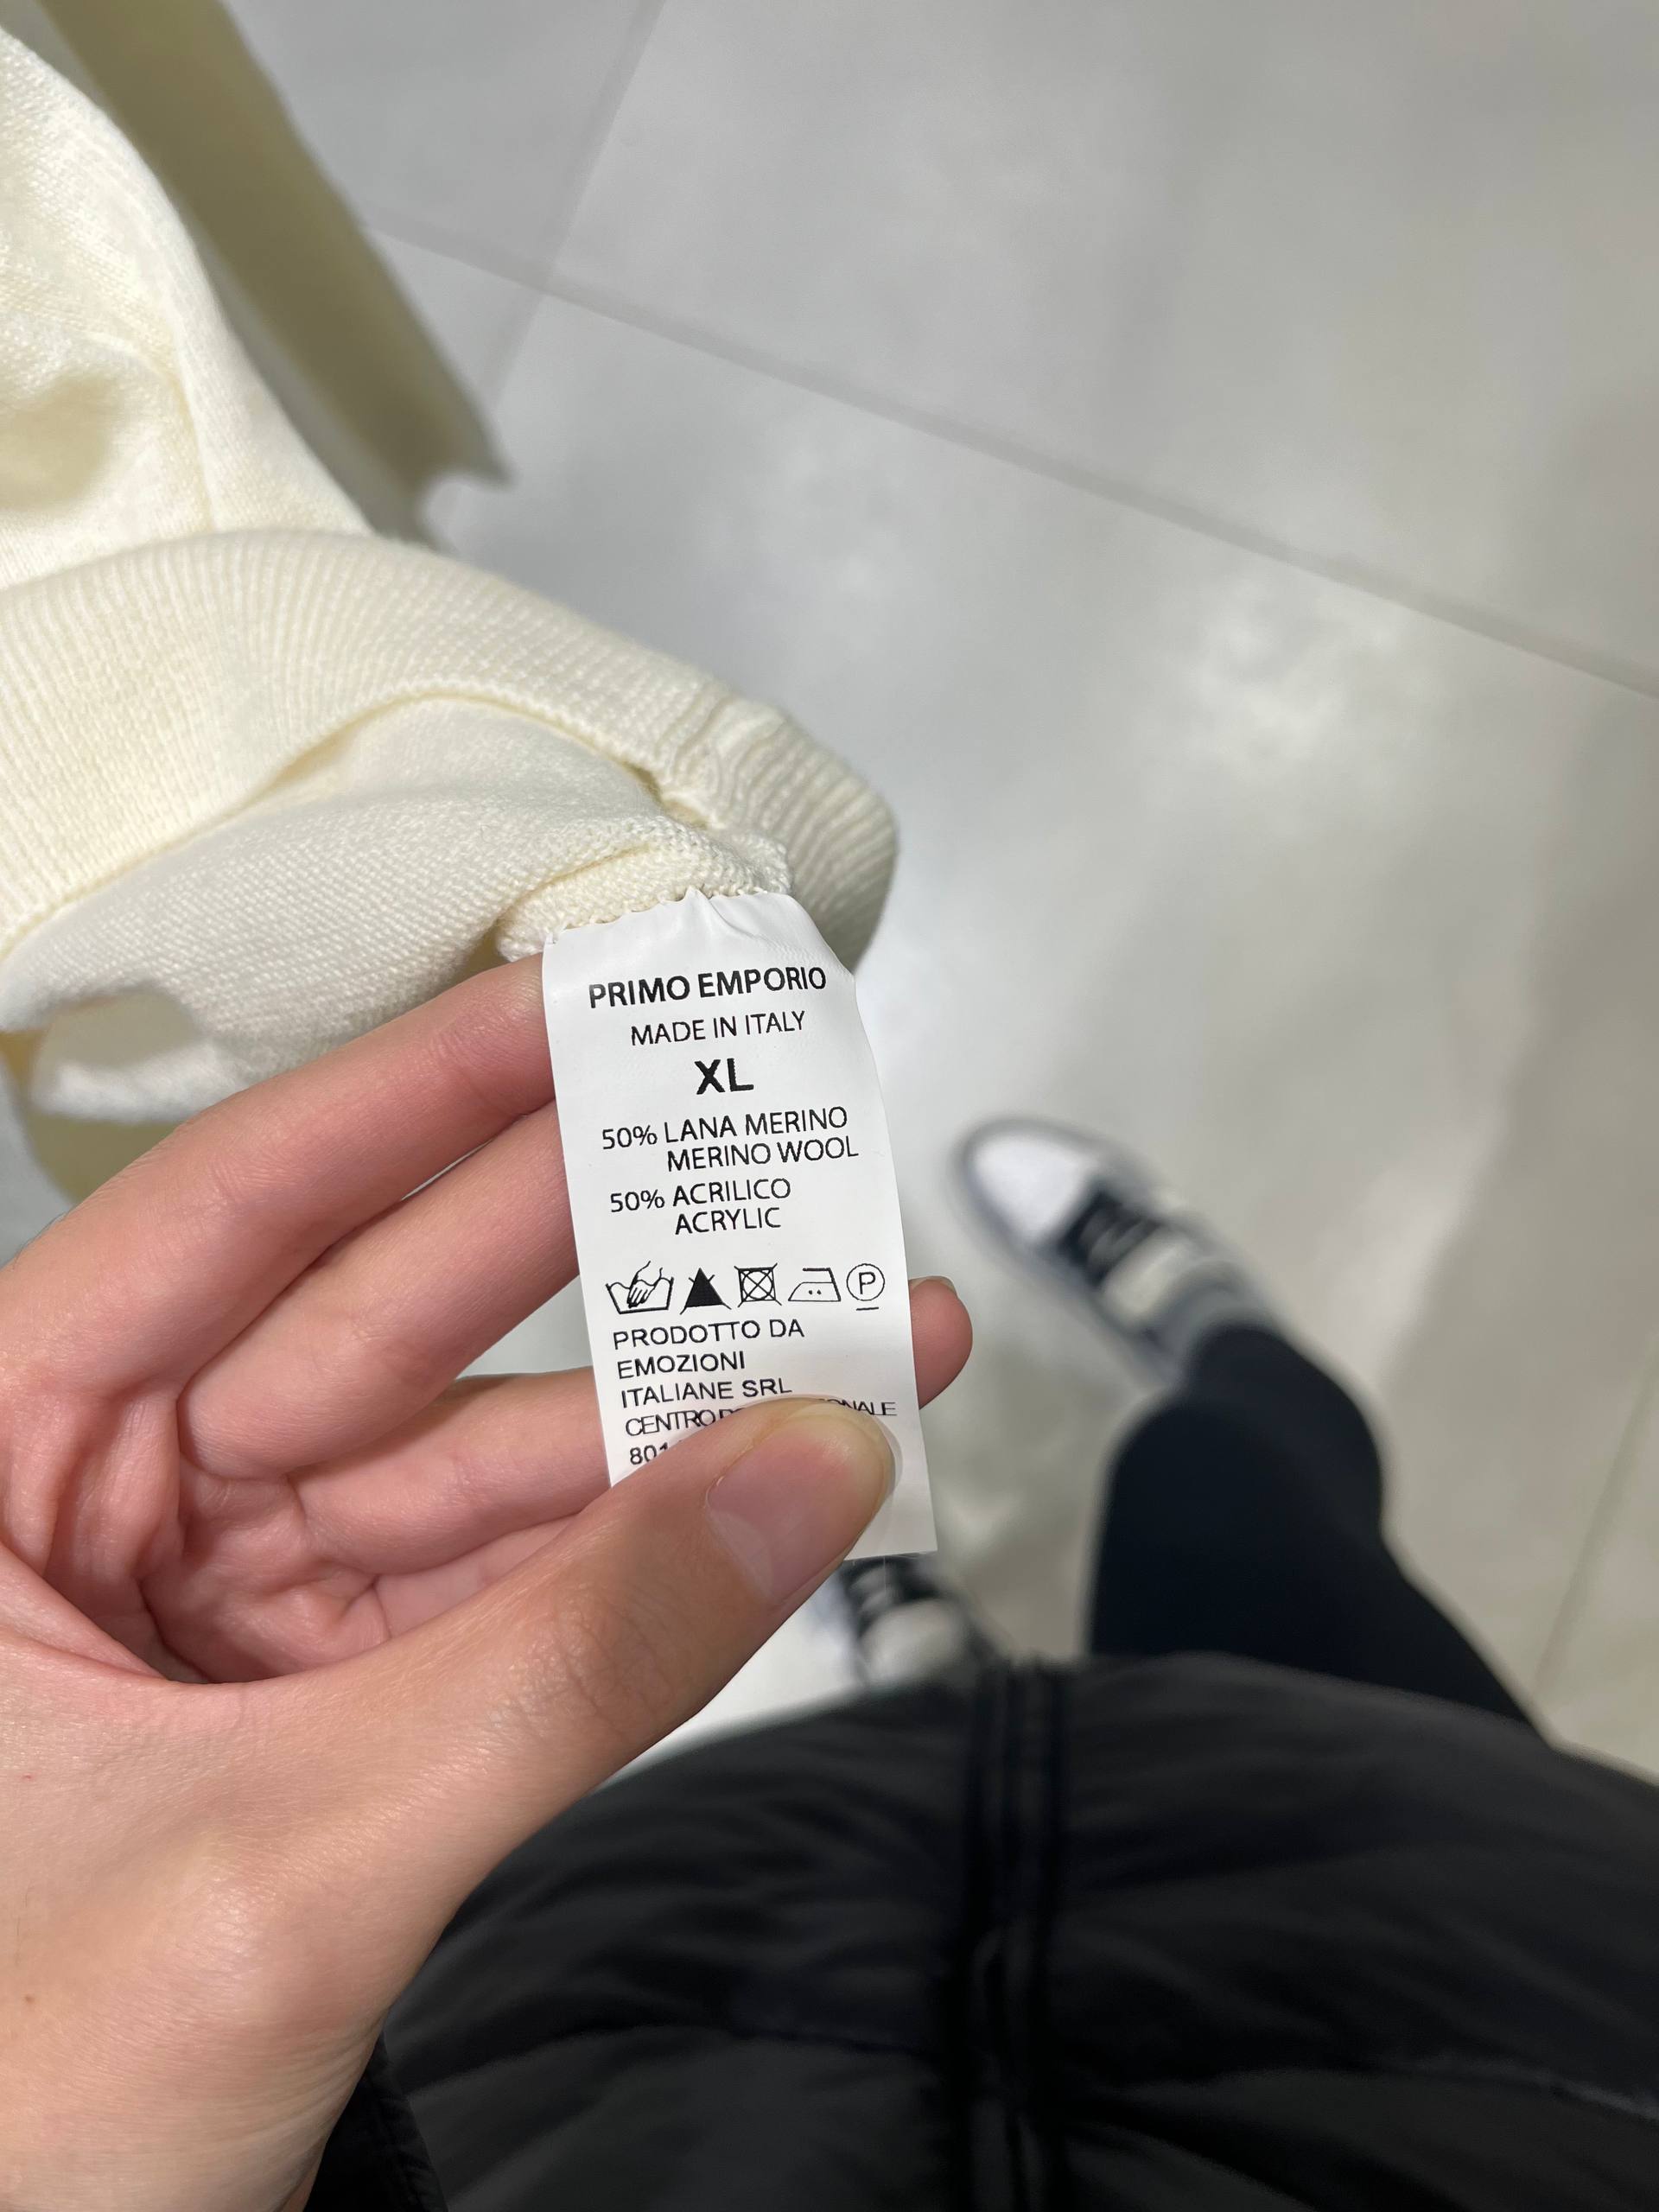 PRIMO EMPORIO
MADE IN ITALY
XL
50% LANA MERINO
MERINO WOOL
50% ACRILICO
ACRYLIC
P
PRODOTTO DA
EMOZIONI
ITALIANE SRL
CENTRO